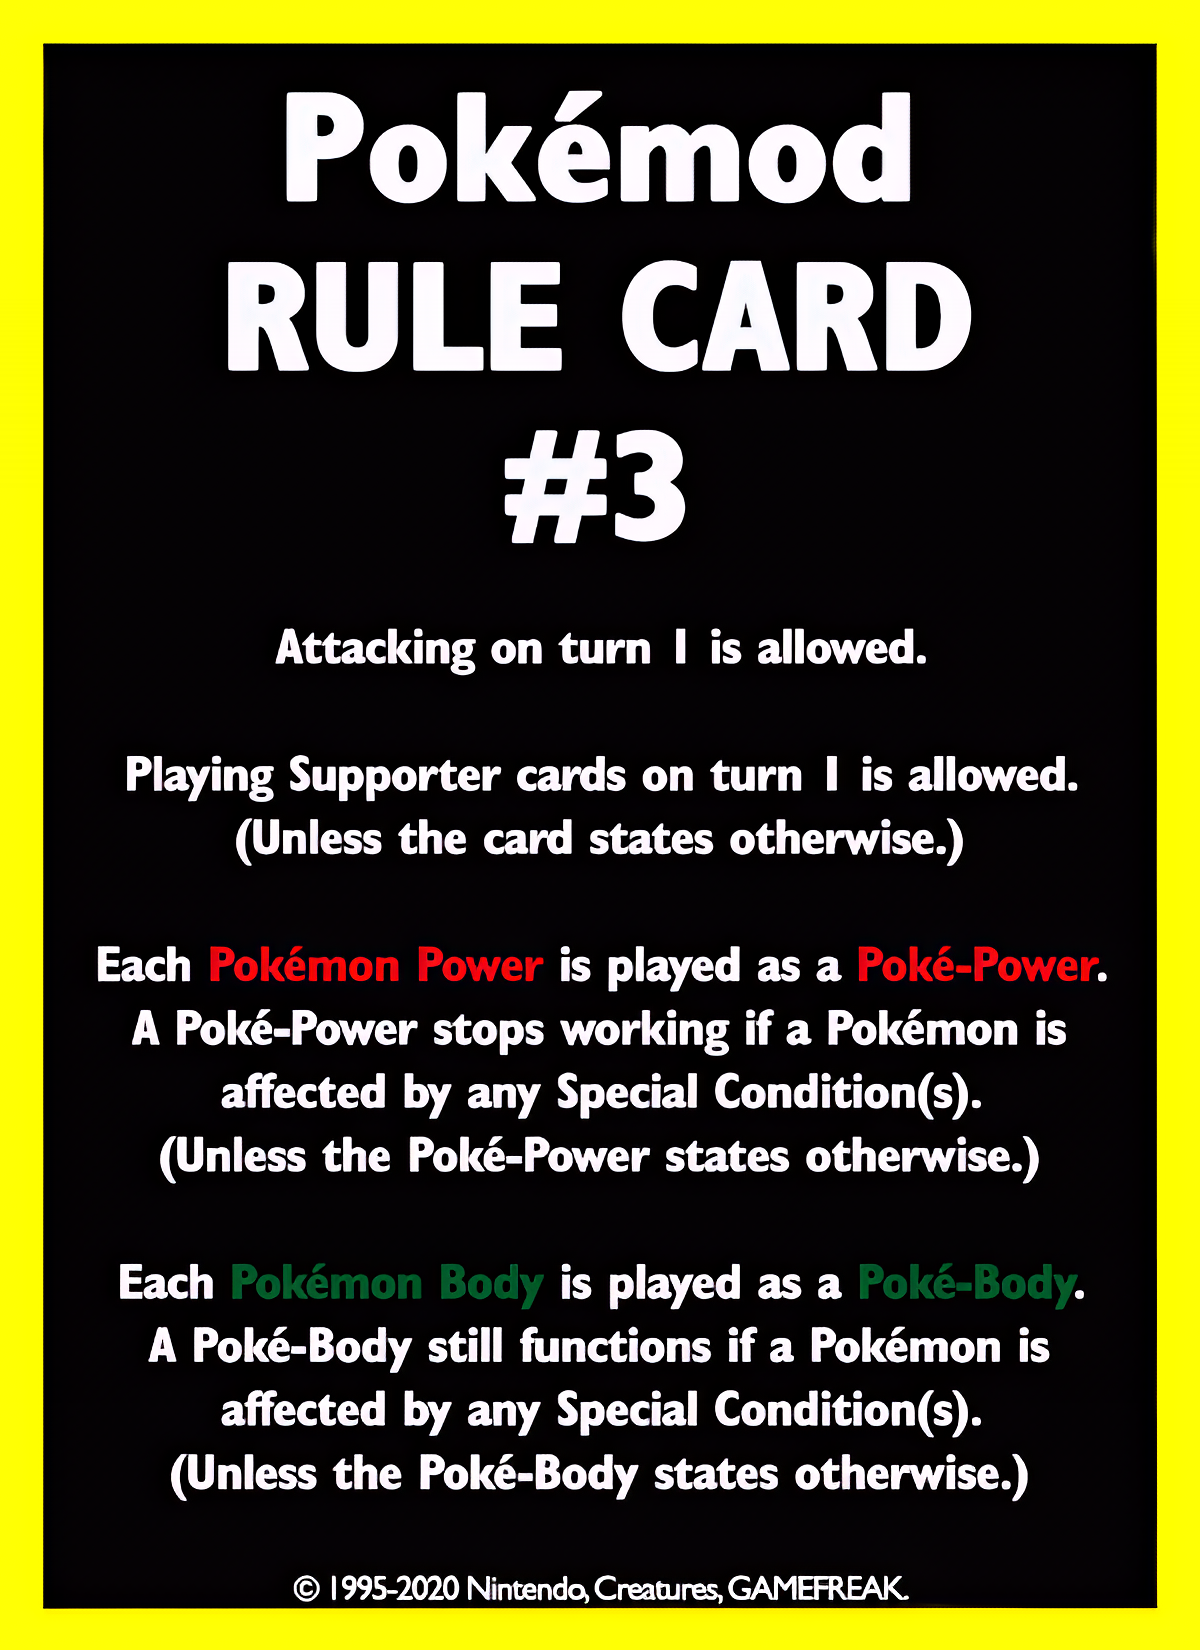 Pokémod
RULE CARD
#3
Attacking on turn 1 is allowed.
Playing Supporter cards on turn 1 is allowed.
(Unless the card states otherwise.)
Each Pokémon Power is played as a Poké-Power.
A Poké-Power stops working if a Pokémon is
affected by any Special Condition(s).
(Unless the Poké-Power states otherwise.)
Each Pokémon Body is played as a Poké-Body.
A Poké-Body still functions if a Pokémon is
affected by any Special Condition(s).
(Unless the Poké-Body states otherwise.)
© 1995-2020 Nintendo, Creatures, GAMEFREAK.